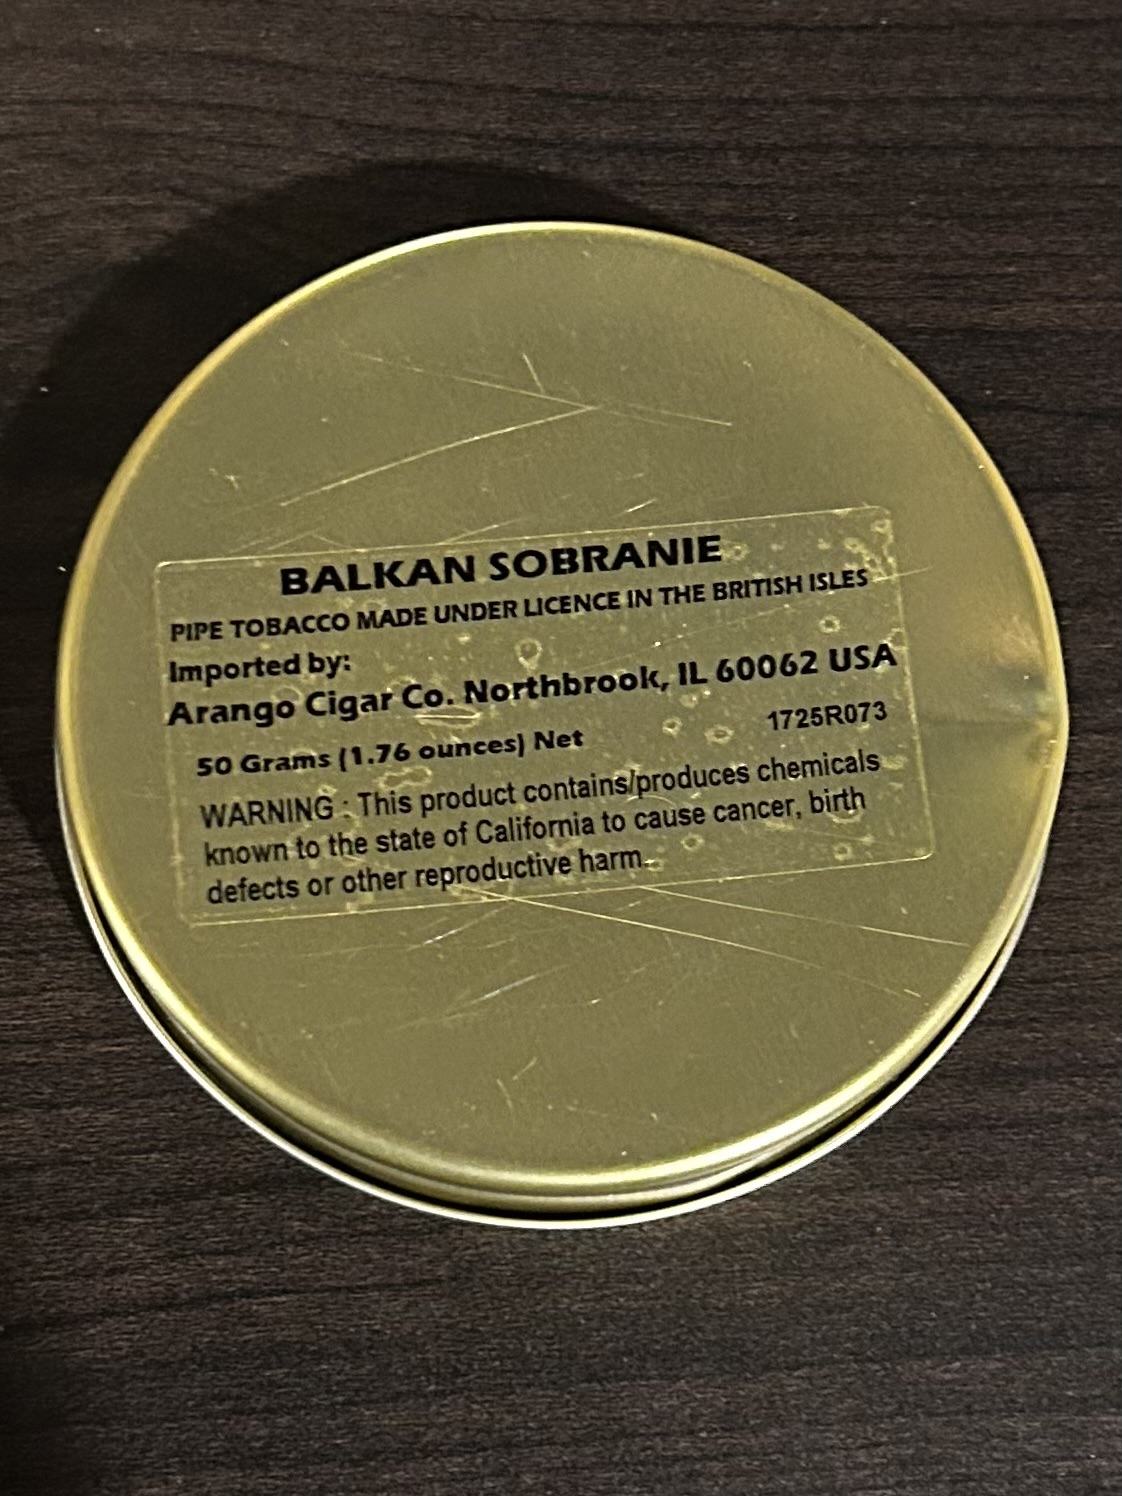 BALKAN SOBRANIE
PIPE TOBACCO MADE UNDER LICENCE IN THE BRITISH ISLES
Imported by:
Arango Cigar Co. Northbrook, IL 60062 USA
50 Grams (1.76 ounces) Net 1725R073
WARNING : This product contains/produces chemicals
known to the state of California to cause cancer, birth
defects or other reproductive harm.